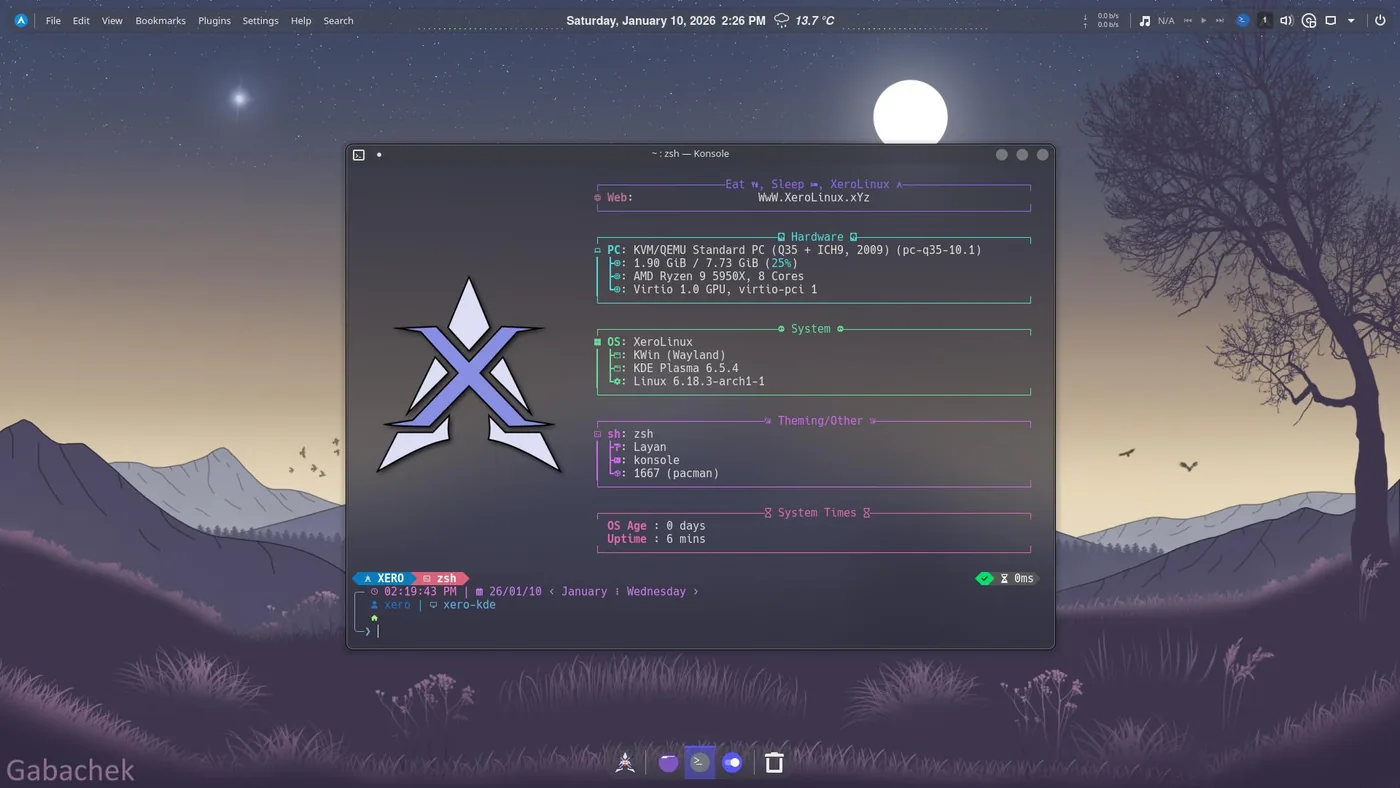 File Edit View Bookmarks Plugins Settings Help Search
Saturday, January 10, 2026 2:26 PM 13.7 °C
0.0 b/s
0.0 b/s
N/A
1
~ : zsh — Konsole
Eat , Sleep , XeroLinux
Web: WwW.XeroLinux.xYz
Hardware
PC: KVM/QEMU Standard PC (Q35 + ICH9, 2009) (pc-q35-10.1)
: 1.90 GiB / 7.73 GiB (25%)
: AMD Ryzen 9 5950X, 8 Cores
: Virtio 1.0 GPU, virtio-pci 1
System
OS: XeroLinux
: KWin (Wayland)
: KDE Plasma 6.5.4
: Linux 6.18.3-arch1-1
Theming/Other
sh: zsh
: Layan
: konsole
: 1667 (pacman)
System Times
OS Age : 0 days
Uptime : 6 mins
XERO zsh 0ms
02:19:43 PM | 26/01/10 ‹ January : Wednesday ›
xero | xero-kde
❯
Gabachek